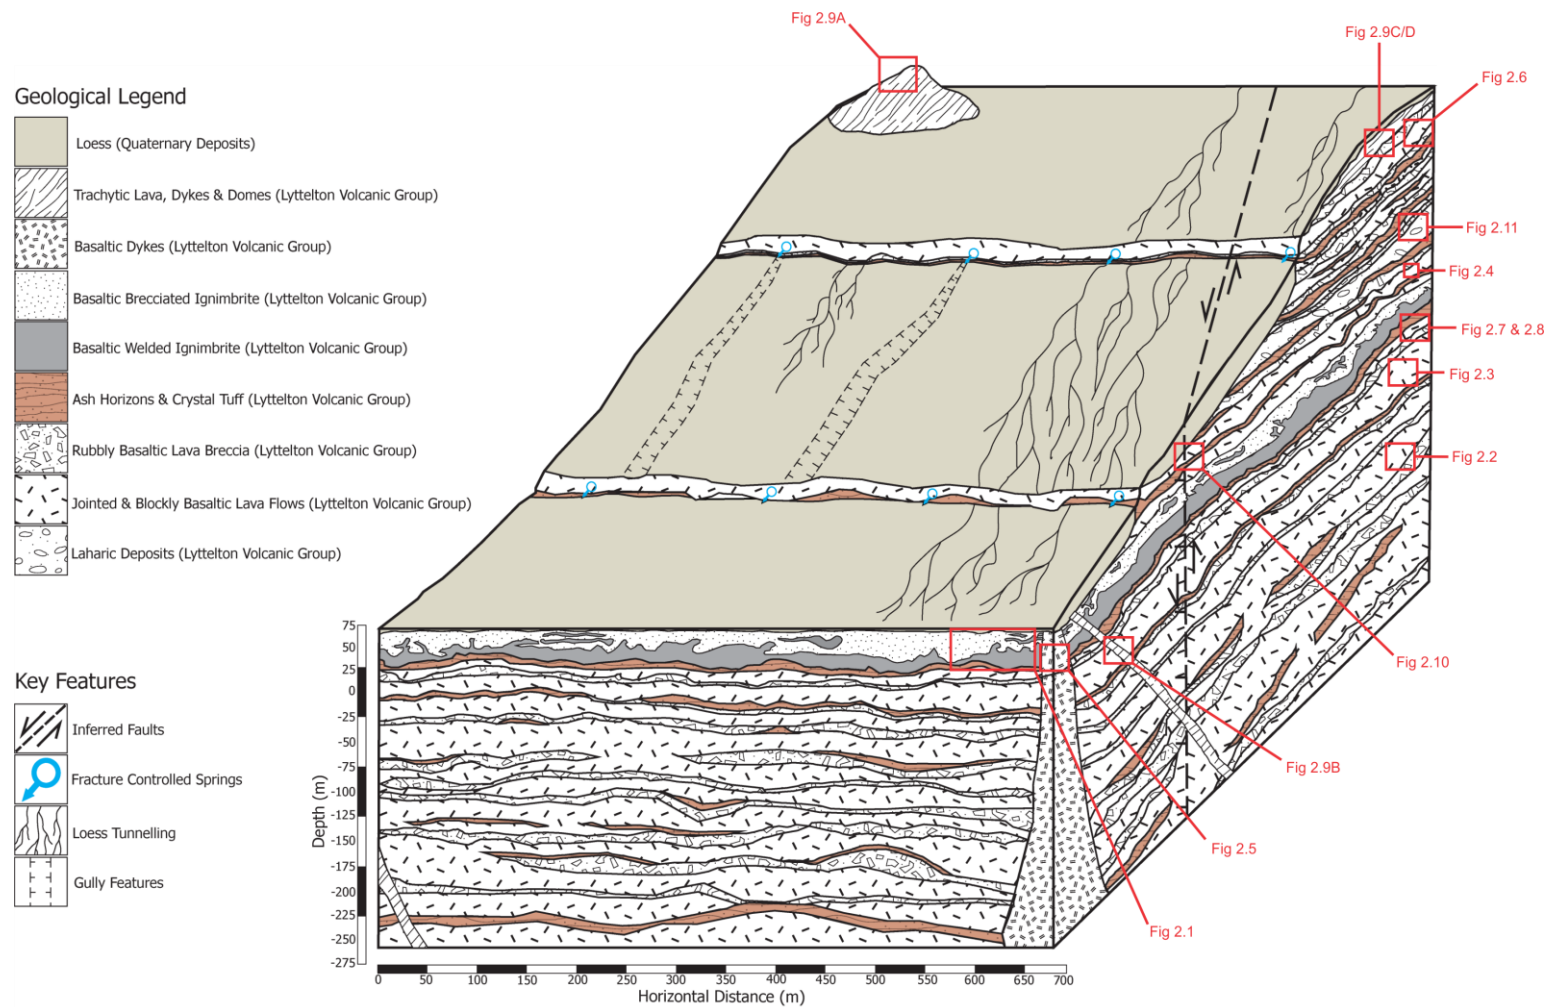 Fig 2.9A
Fig 2.9C/D
Fig 2.6
Geological Legend
Loess (Quaternary Deposits)
Trachytic Lava, Dykes & Domes (Lyttelton Volcanic Group)
Basaltic Dykes (Lyttelton Volcanic Group)
Basaltic Brecciated Ignimbrite (Lyttelton Volcanic Group)
Basaltic Welded Ignimbrite (Lyttelton Volcanic Group)
Ash Horizons & Crystal Tuff (Lyttelton Volcanic Group)
Rubbly Basaltic Lava Breccia (Lyttelton Volcanic Group)
Jointed & Blockly Basaltic Lava Flows (Lyttelton Volcanic Group)
Laharic Deposits (Lyttelton Volcanic Group)
Fig 2.11
Fig 2.4
Fig 2.7 & 2.8
Fig 2.3
Fig 2.2
Fig 2.10
Fig 2.9B
Fig 2.5
Fig 2.1
Key Features
Inferred Faults
Fracture Controlled Springs
Loess Tunnelling
Gully Features
Depth (m)
75
50
25
0
-25
-50
-75
-100
-125
-150
-175
-200
-225
-250
-275
0 50 100 150 200 250 300 350 400 450 500 550 600 650 700
Horizontal Distance (m)